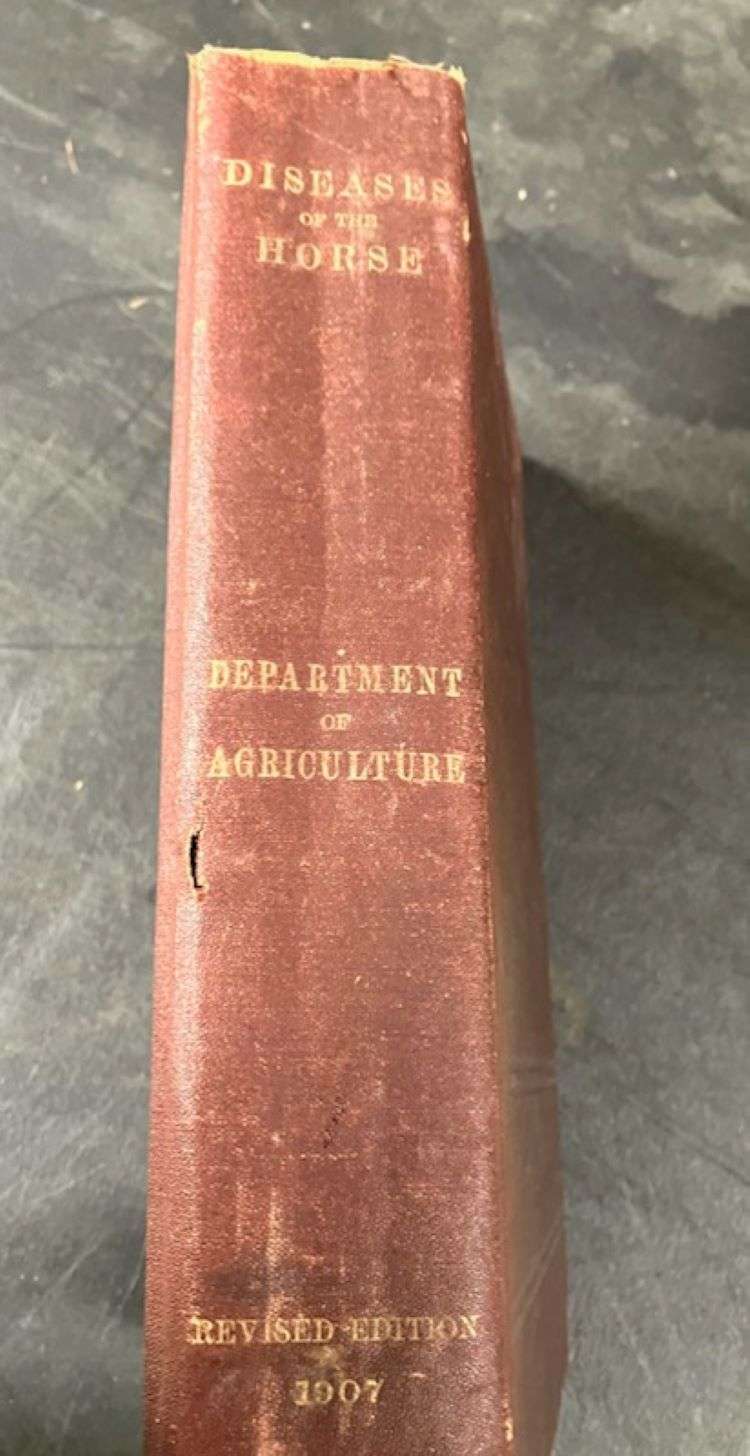 DISEASES
OF THE
HORSE
DEPARTMENT
OF
AGRICULTURE
REVISED EDITION
1907